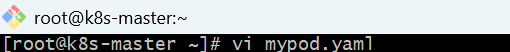 root@k8s-master:~
[root@k8s-master ~]# vi mypod.yaml